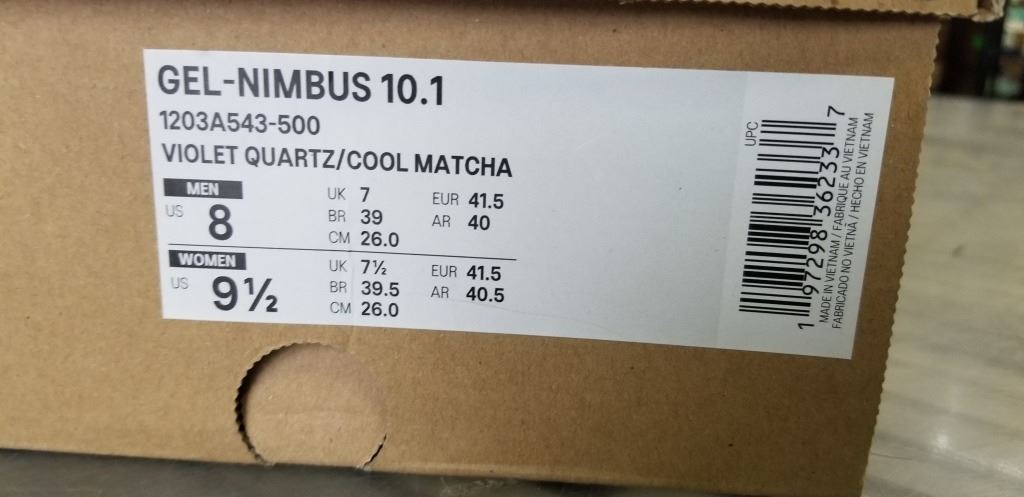 GEL-NIMBUS 10.1
1203A543-500
VIOLET QUARTZ/COOL MATCHA
MEN
US 8
UK 7 EUR 41.5
BR 39 AR 40
CM 26.0
WOMEN
US 9½
UK 7½ EUR 41.5
BR 39.5 AR 40.5
CM 26.0
UPC
1 97298 36233 7
MADE IN VIETNAM / FABRIQUÉ AU VIETNAM
FABRICADO NO VIETNÃ / HECHO EN VIETNAM